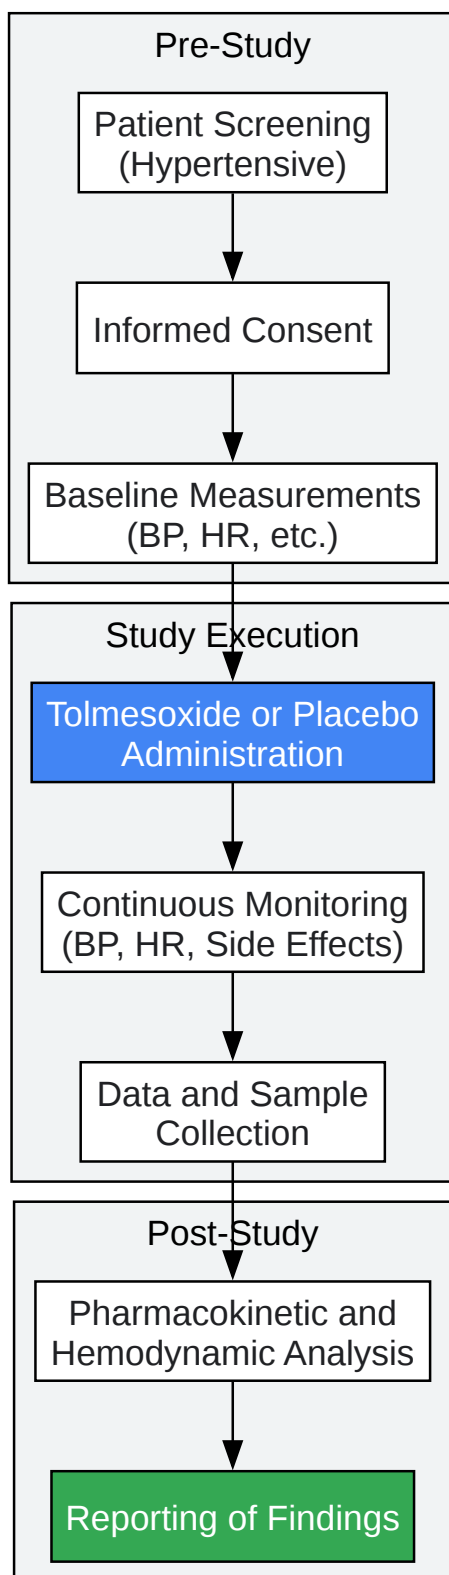 Pre-Study
Patient Screening
(Hypertensive)
Informed Consent
Baseline Measurements
(BP, HR, etc.)
Study Execution
Tolmesoxide or Placebo
Administration
Continuous Monitoring
(BP, HR, Side Effects)
Data and Sample
Collection
Post-Study
Pharmacokinetic and
Hemodynamic Analysis
Reporting of Findings